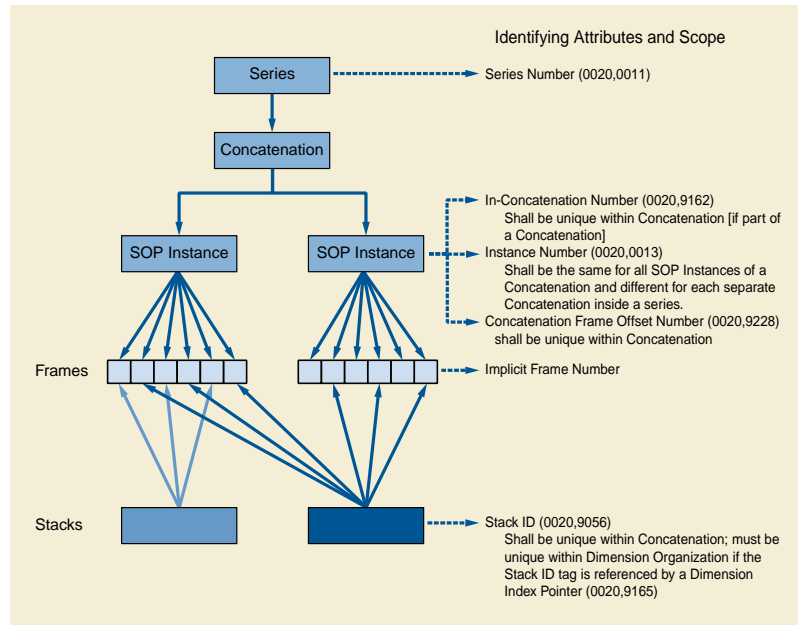 Identifying Attributes and Scope
Series
Series Number (0020,0011)
Concatenation
In-Concatenation Number (0020,9162)
Shall be unique within Concatenation [if part of
a Concatenation]
SOP Instance
SOP Instance
Instance Number (0020,0013)
Shall be the same for all SOP Instances of a
Concatenation and different for each separate
Concatenation inside a series.
Concatenation Frame Offset Number (0020,9228)
shall be unique within Concatenation
Frames
Implicit Frame Number
Stacks
Stack ID (0020,9056)
Shall be unique within Concatenation; must be
unique within Dimension Organization if the
Stack ID tag is referenced by a Dimension
Index Pointer (0020,9165)